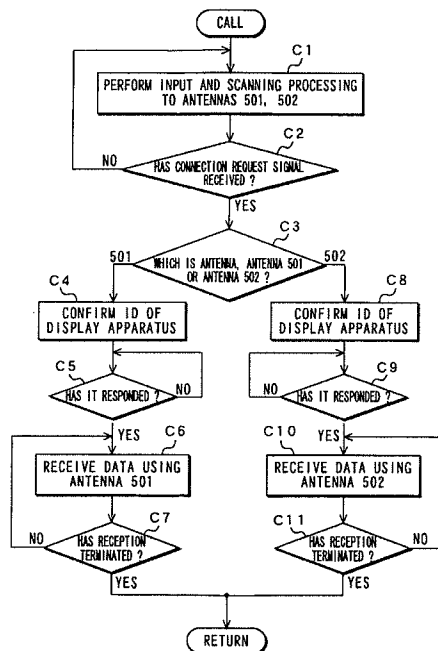 CALL
C1
PERFORM INPUT AND SCANNING PROCESSING
TO ANTENNAS 501, 502
C2
NO
HAS CONNECTION REQUEST SIGNAL
RECEIVED ?
YES
C3
501
502
WHICH IS ANTENNA, ANTENNA 501
OR ANTENNA 502 ?
C4
C8
CONFIRM ID OF
DISPLAY APPARATUS
CONFIRM ID OF
DISPLAY APPARATUS
C5
C9
HAS IT RESPONDED ?
NO
NO
HAS IT RESPONDED ?
YES
C6
C10
YES
RECEIVE DATA USING
ANTENNA 501
RECEIVE DATA USING
ANTENNA 502
C7
C11
NO
HAS RECEPTION
TERMINATED ?
HAS RECEPTION
TERMINATED ?
NO
YES
YES
RETURN